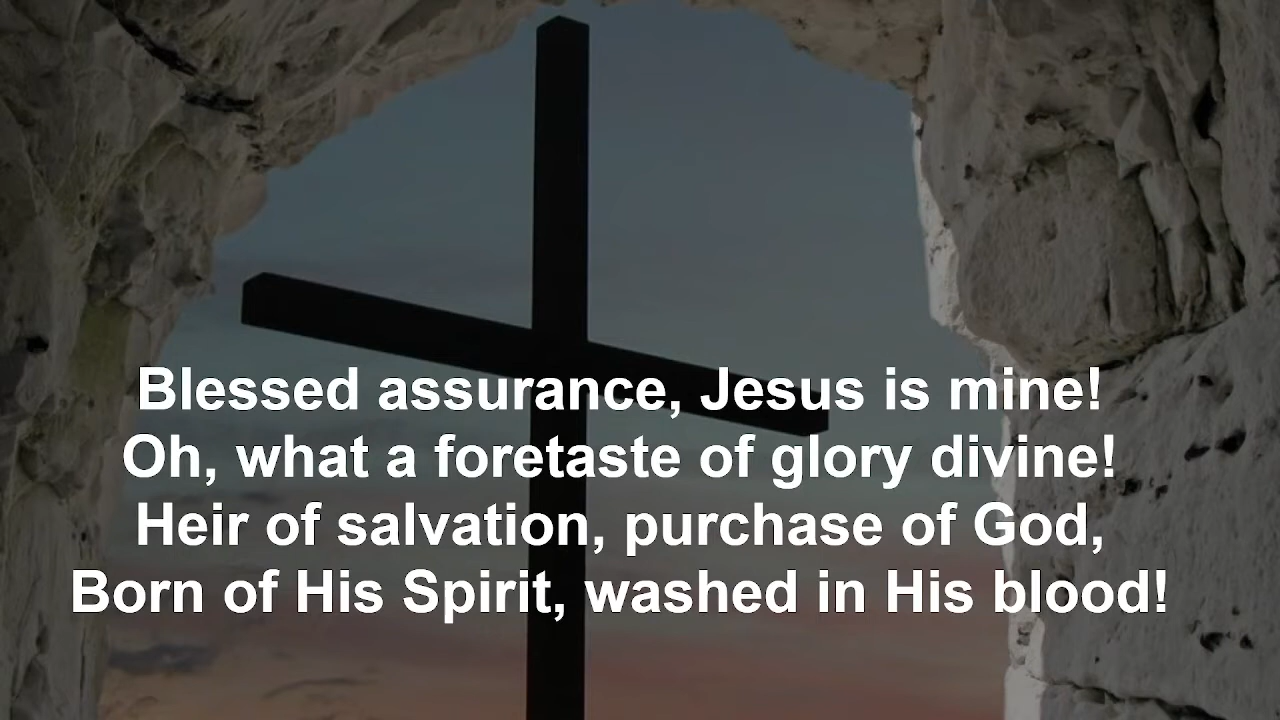 Blessed assurance, Jesus is mine!
Oh, what a foretaste of glory divine!
Heir of salvation, purchase of God,
Born of His Spirit, washed in His blood!